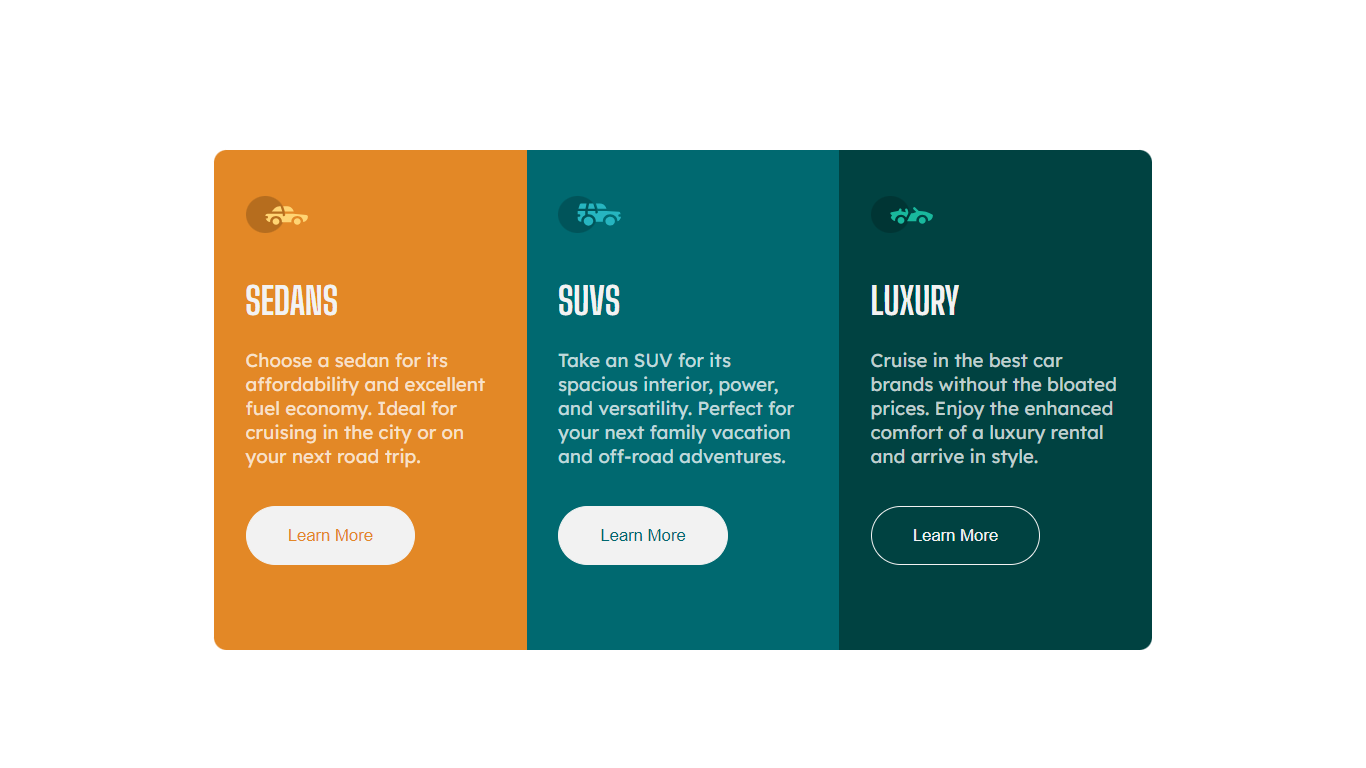 SEDANS
Choose a sedan for its
affordability and excellent
fuel economy. Ideal for
cruising in the city or on
your next road trip.
Learn More
SUVS
Take an SUV for its
spacious interior, power,
and versatility. Perfect for
your next family vacation
and off-road adventures.
Learn More
LUXURY
Cruise in the best car
brands without the bloated
prices. Enjoy the enhanced
comfort of a luxury rental
and arrive in style.
Learn More